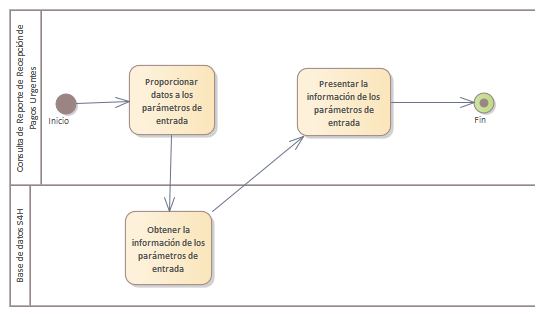 Consulta de Reporte de Recepción de
Pagos Urgentes
Inicio
Proporcionar
datos a los
parámetros de
entrada
Presentar la
información de los
parámetros de
entrada
Fin
Base de datos S4H
Obtener la
información de los
parámetros de
entrada